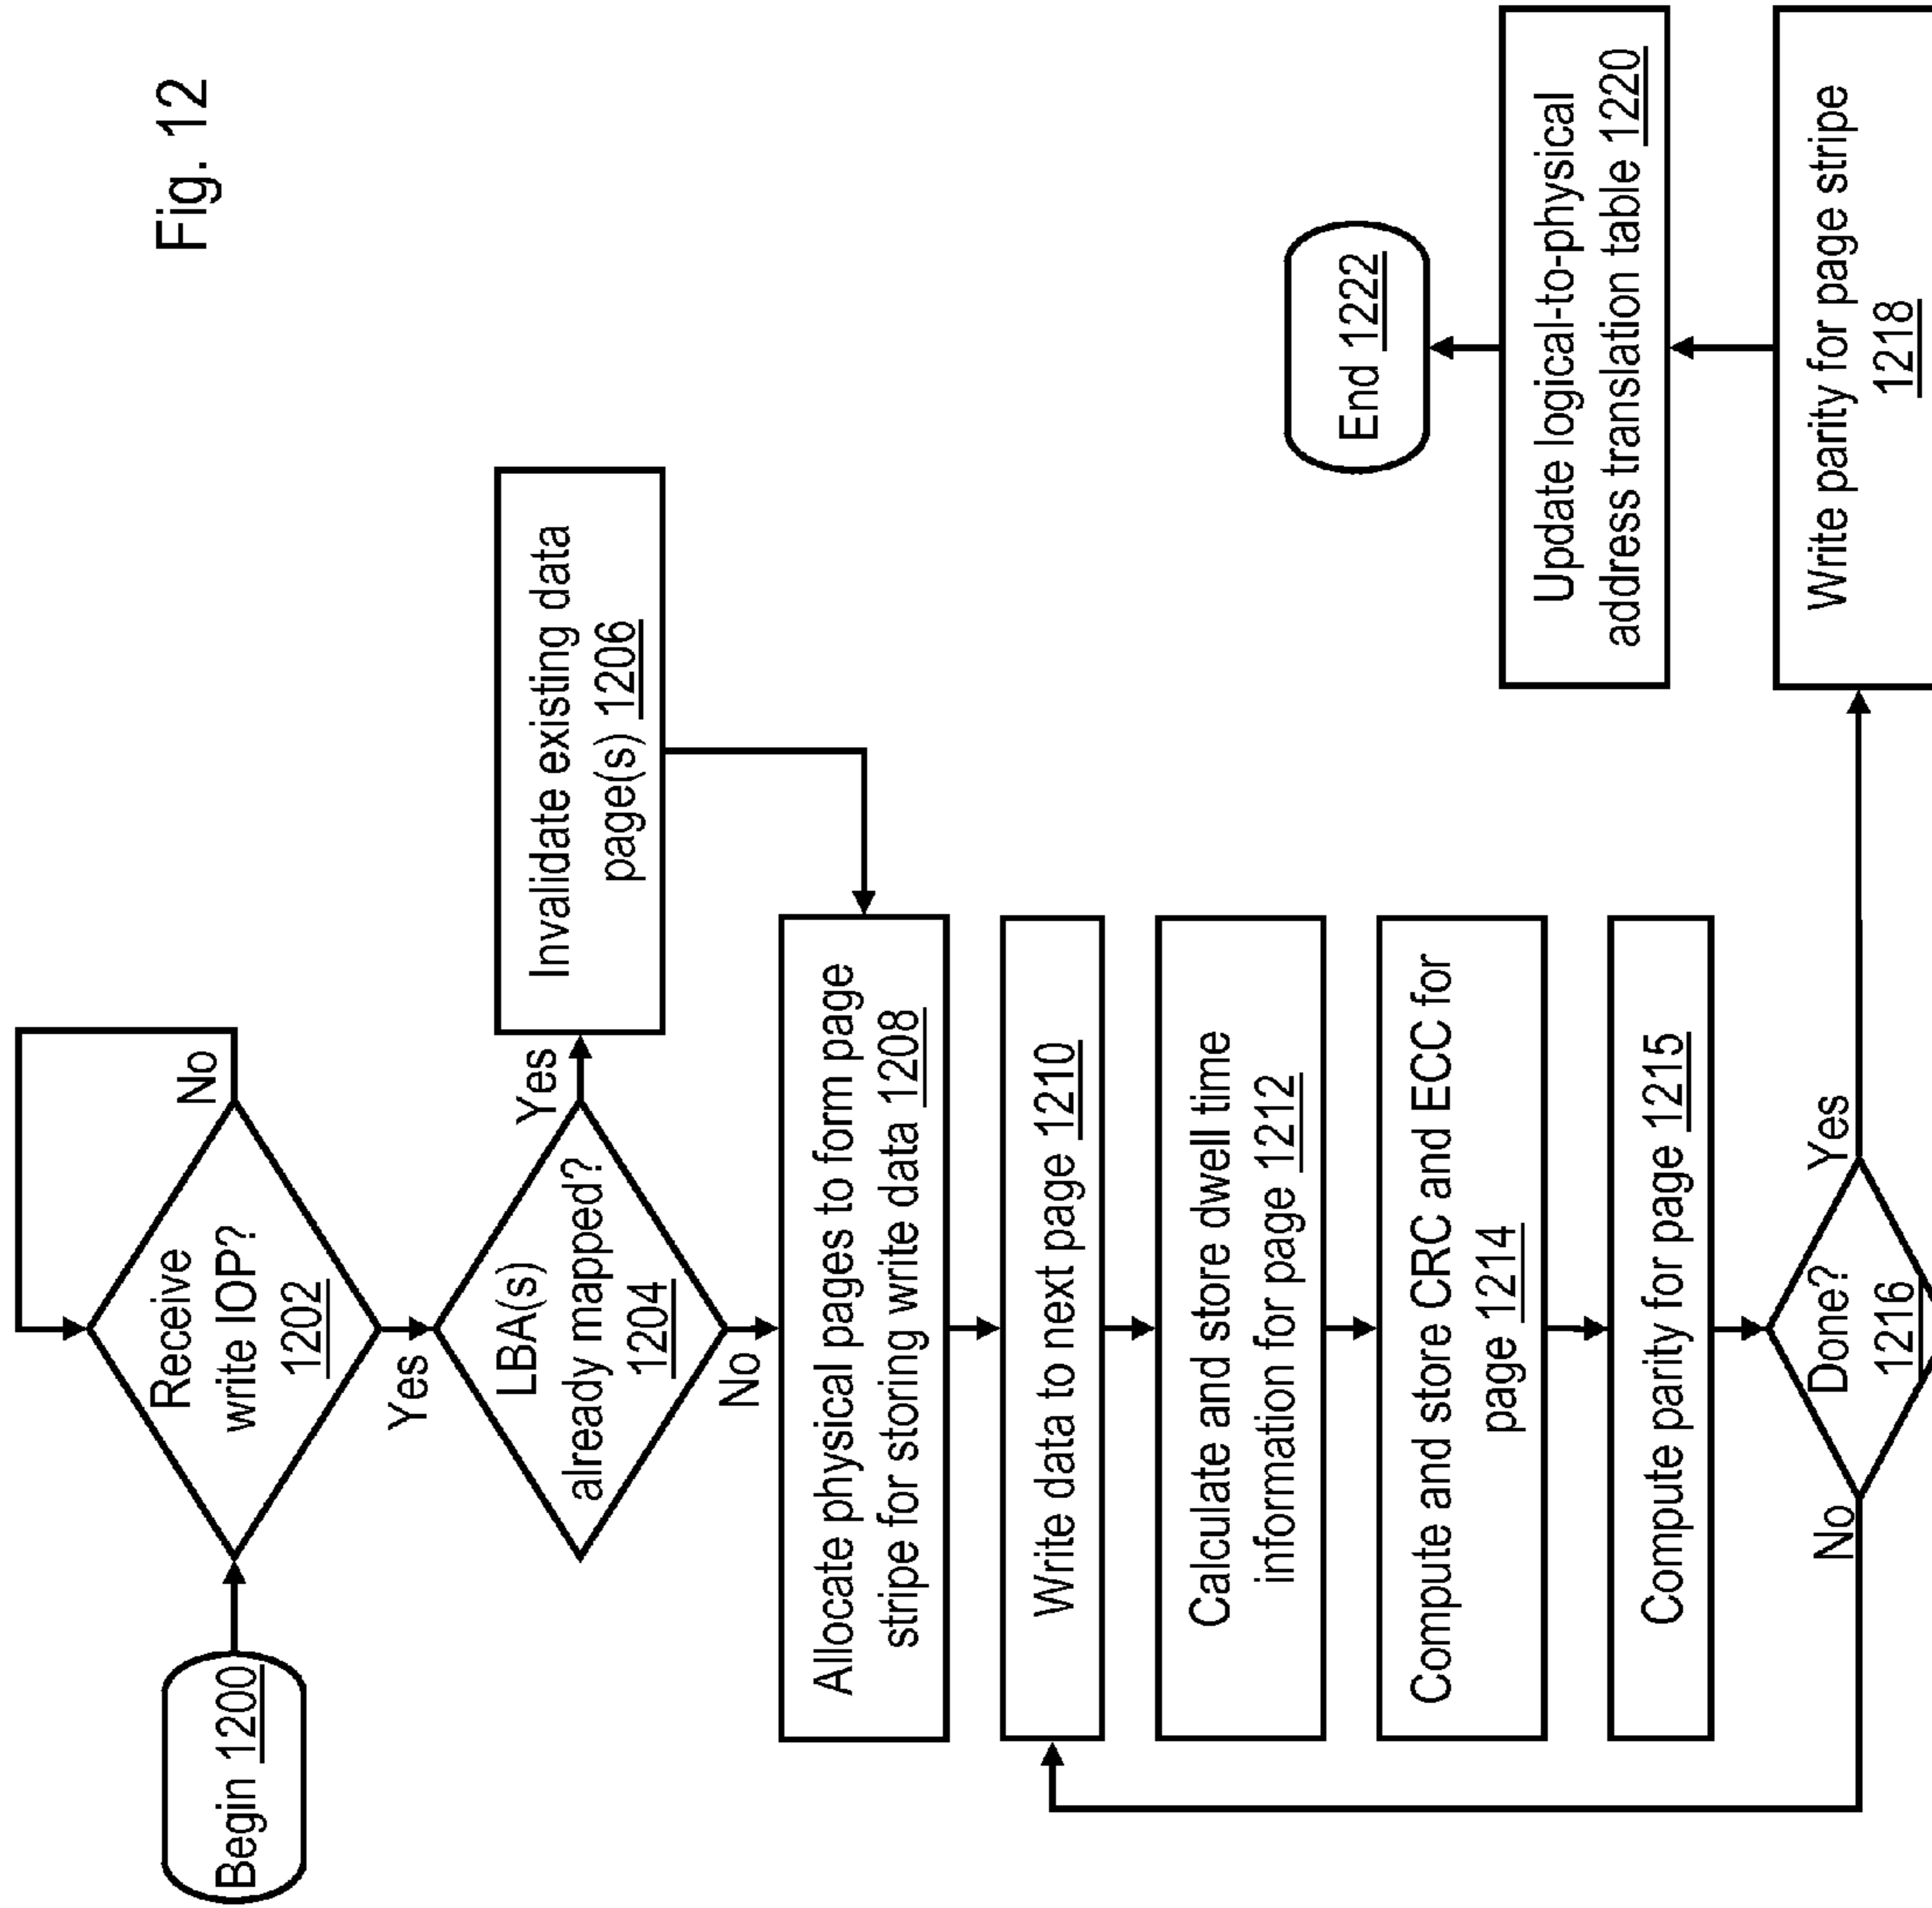 Fig. 12
Begin 1200
Receive
write IOP?
1202
No
Yes
LBA(s)
already mapped?
1204
Yes
No
Invalidate existing data
page(s) 1206
Allocate physical pages to form page
stripe for storing write data 1208
Write data to next page 1210
Calculate and store dwell time
information for page 1212
Compute and store CRC and ECC for
page 1214
Compute parity for page 1215
Done?
1216
No
Yes
Write parity for page stripe
1218
Update logical-to-physical
address translation table 1220
End 1222